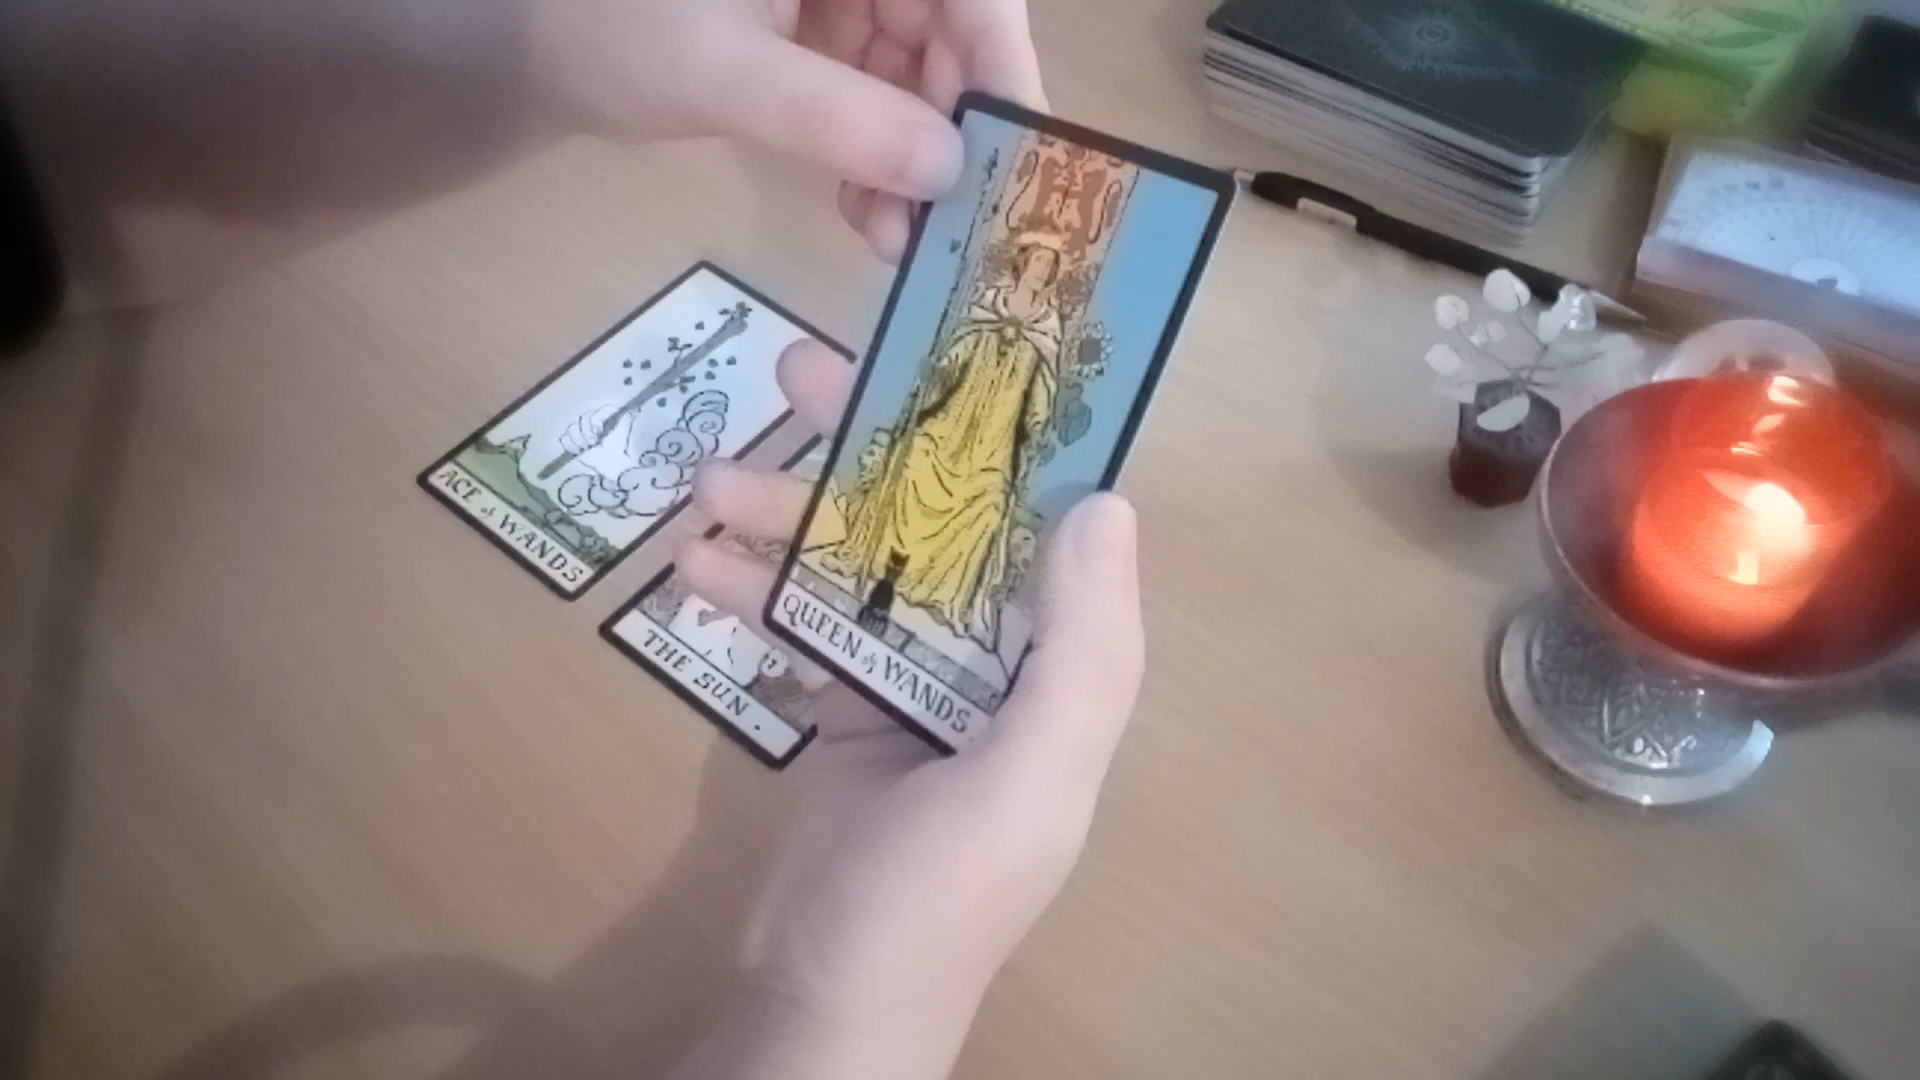 ACE of WANDS
QUEEN of WANDS.
THE SUN .